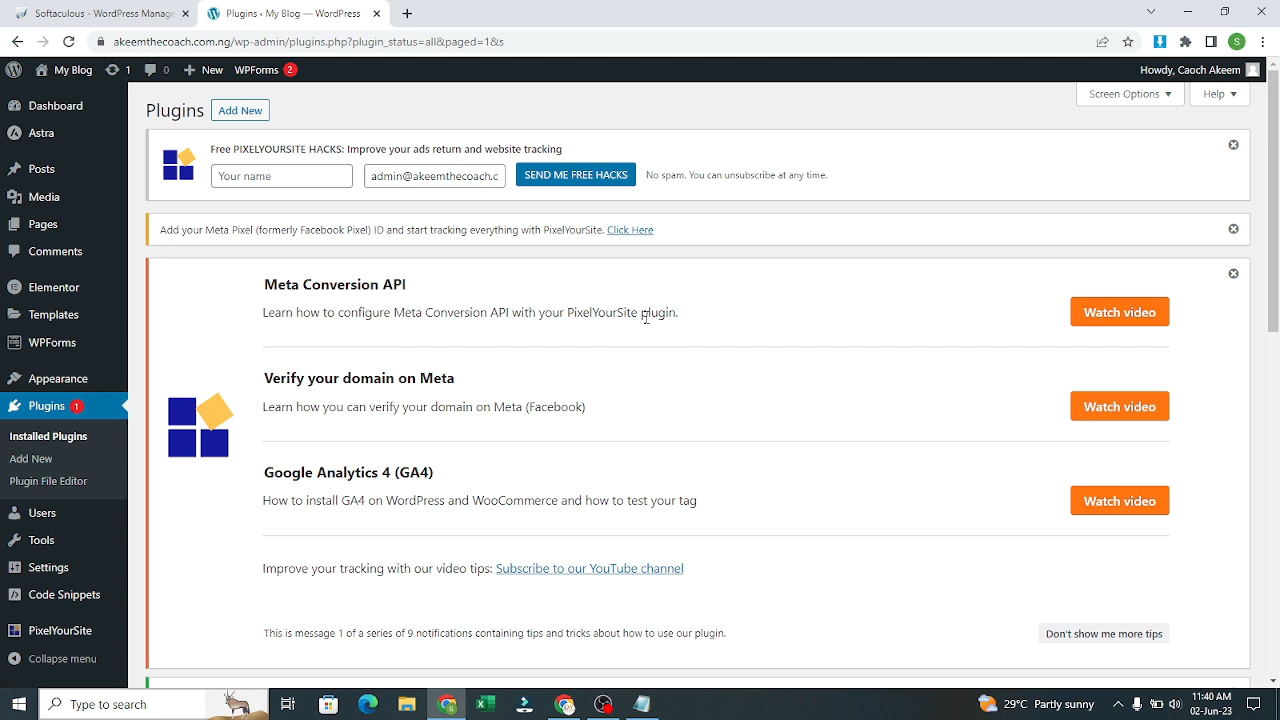 Softaculous - WordPress Manage
Plugins ‹ My Blog — WordPress
akeemthecoach.com.ng/wp-admin/plugins.php?plugin_status=all&paged=1&s
My Blog 1 0 New WPForms 2
Howdy, Caoch Akeem
Dashboard
Astra
Posts
Media
Pages
Comments
Elementor
Templates
WPForms
Appearance
Plugins 1
Installed Plugins
Add New
Plugin File Editor
Users
Tools
Settings
Code Snippets
PixelYourSite
Collapse menu
Screen Options
Help
Plugins Add New
Free PIXELYOURSITE HACKS: Improve your ads return and website tracking
Your name admin@akeemthecoach.c SEND ME FREE HACKS No spam. You can unsubscribe at any time.
Add your Meta Pixel (formerly Facebook Pixel) ID and start tracking everything with PixelYourSite. Click Here
Meta Conversion API
Learn how to configure Meta Conversion API with your PixelYourSite plugin.
Watch video
Verify your domain on Meta
Learn how you can verify your domain on Meta (Facebook)
Watch video
Google Analytics 4 (GA4)
How to install GA4 on WordPress and WooCommerce and how to test your tag
Watch video
Improve your tracking with our video tips: Subscribe to our YouTube channel
This is message 1 of a series of 9 notifications containing tips and tricks about how to use our plugin.
Don't show me more tips
Type to search
29°C Partly sunny
11:40 AM
02-Jun-23